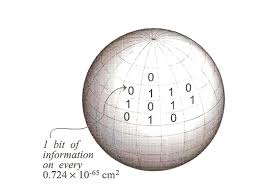 0
0 1 1 0
1 0 1 1
0 1 0
1 bit of
information
on every
0.724 × 10⁻⁶⁵ cm²